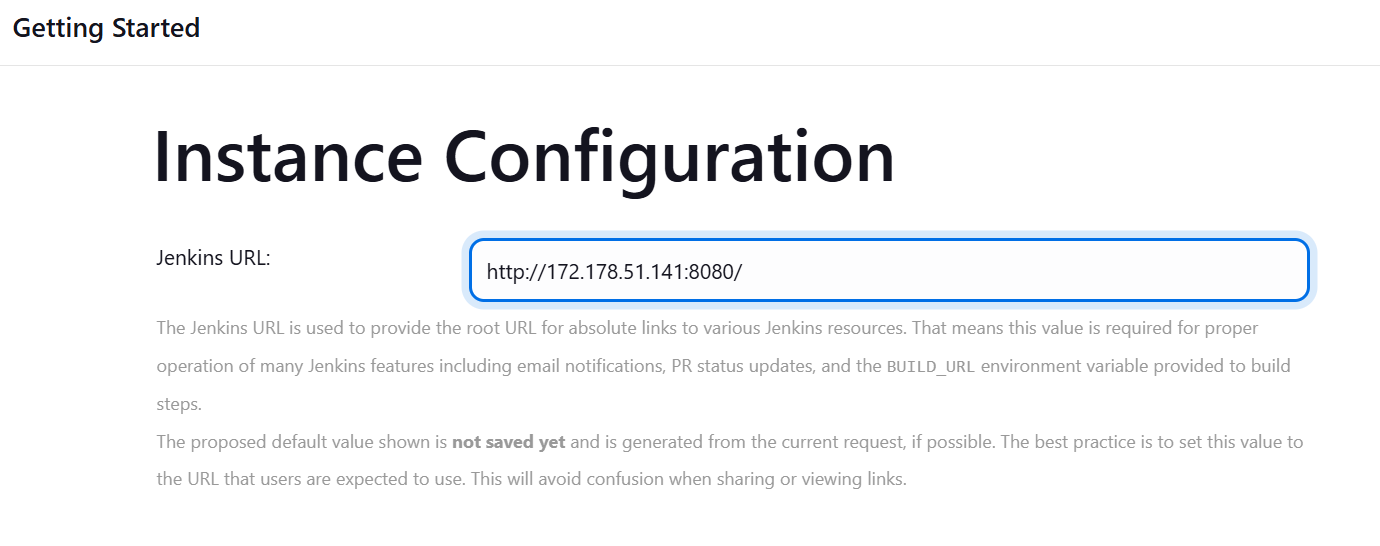 Getting Started
Instance Configuration
Jenkins URL:
http://172.178.51.141:8080/
The Jenkins URL is used to provide the root URL for absolute links to various Jenkins resources. That means this value is required for proper
operation of many Jenkins features including email notifications, PR status updates, and the BUILD_URL environment variable provided to build
steps.
The proposed default value shown is not saved yet and is generated from the current request, if possible. The best practice is to set this value to
the URL that users are expected to use. This will avoid confusion when sharing or viewing links.